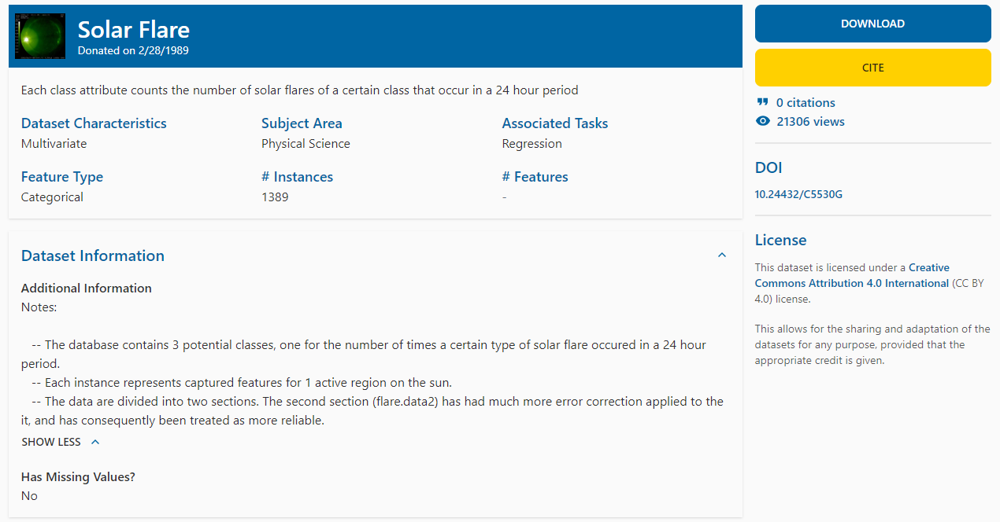 Solar Flare
Donated on 2/28/1989
Each class attribute counts the number of solar flares of a certain class that occur in a 24 hour period
Dataset Characteristics
Multivariate
Subject Area
Physical Science
Associated Tasks
Regression
Feature Type
Categorical
# Instances
1389
# Features
-
Dataset Information
Additional Information
Notes:
-- The database contains 3 potential classes, one for the number of times a certain type of solar flare occured in a 24 hour
period.
-- Each instance represents captured features for 1 active region on the sun.
-- The data are divided into two sections. The second section (flare.data2) has had much more error correction applied to the
it, and has consequently been treated as more reliable.
SHOW LESS
Has Missing Values?
No
DOWNLOAD
CITE
0 citations
21306 views
DOI
10.24432/C5530G
License
This dataset is licensed under a Creative
Commons Attribution 4.0 International (CC BY
4.0) license.
This allows for the sharing and adaptation of the
datasets for any purpose, provided that the
appropriate credit is given.